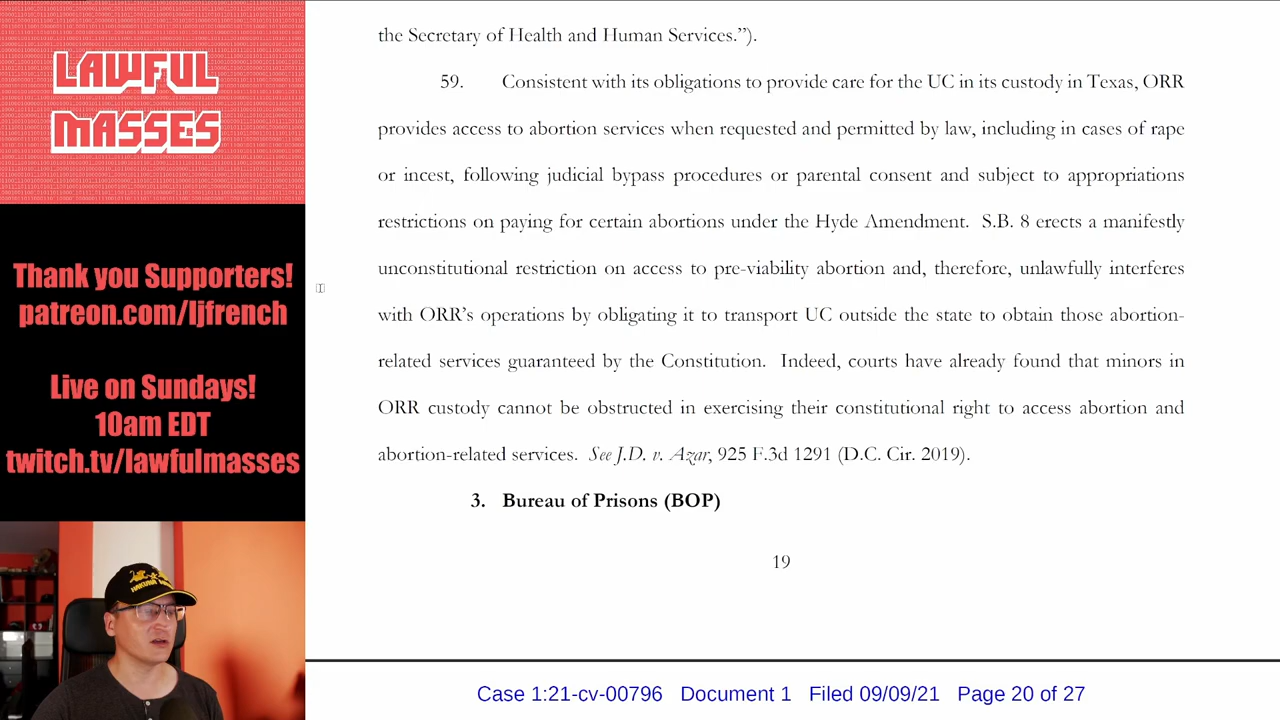 LAWFUL
MASSES
Thank you Supporters!
patreon.com/ljfrench
Live on Sundays!
10am EDT
twitch.tv/lawfulmasses
the Secretary of Health and Human Services.”).
59. Consistent with its obligations to provide care for the UC in its custody in Texas, ORR
provides access to abortion services when requested and permitted by law, including in cases of rape
or incest, following judicial bypass procedures or parental consent and subject to appropriations
restrictions on paying for certain abortions under the Hyde Amendment. S.B. 8 erects a manifestly
unconstitutional restriction on access to pre-viability abortion and, therefore, unlawfully interferes
with ORR’s operations by obligating it to transport UC outside the state to obtain those abortion-
related services guaranteed by the Constitution. Indeed, courts have already found that minors in
ORR custody cannot be obstructed in exercising their constitutional right to access abortion and
abortion-related services. See J.D. v. Azar, 925 F.3d 1291 (D.C. Cir. 2019).
3. Bureau of Prisons (BOP)
19
Case 1:21-cv-00796 Document 1 Filed 09/09/21 Page 20 of 27